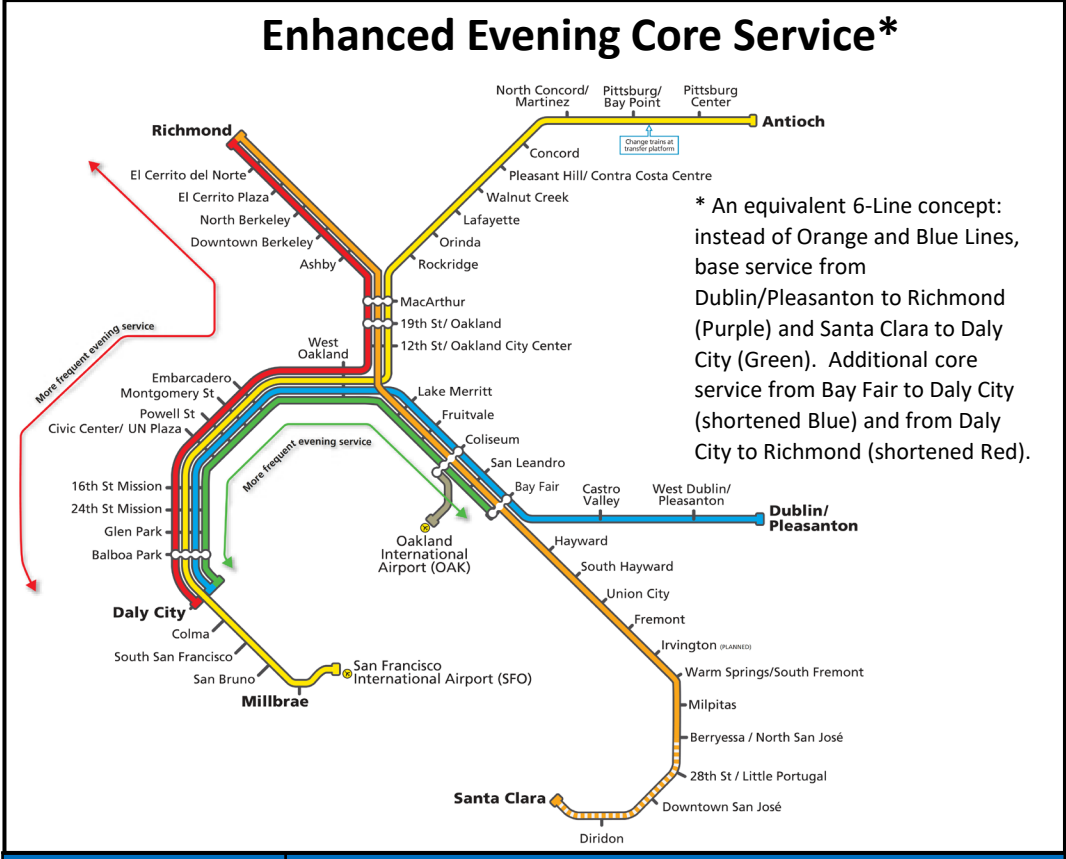 Enhanced Evening Core Service*
North Concord/
Martinez
Pittsburg/
Bay Point
Pittsburg
Center
Antioch
Change trains at
transfer platform
Richmond
Concord
Pleasant Hill/ Contra Costa Centre
Walnut Creek
Lafayette
Orinda
Rockridge
El Cerrito del Norte
El Cerrito Plaza
North Berkeley
Downtown Berkeley
Ashby
* An equivalent 6-Line concept:
instead of Orange and Blue Lines,
base service from
Dublin/Pleasanton to Richmond
(Purple) and Santa Clara to Daly
City (Green).  Additional core
service from Bay Fair to Daly City
(shortened Blue) and from Daly
City to Richmond (shortened Red).
MacArthur
19th St/ Oakland
12th St/ Oakland City Center
West
Oakland
More frequent evening service
Embarcadero
Montgomery St
Powell St
Civic Center/ UN Plaza
16th St Mission
24th St Mission
Glen Park
Balboa Park
Daly City
More frequent evening service
Lake Merritt
Fruitvale
Coliseum
San Leandro
Bay Fair
Castro
Valley
West Dublin/
Pleasanton
Dublin/
Pleasanton
Oakland
International
Airport (OAK)
Hayward
South Hayward
Union City
Fremont
Irvington (PLANNED)
Warm Springs/South Fremont
Milpitas
Berryessa / North San José
28th St / Little Portugal
Downtown San José
Diridon
Santa Clara
Colma
South San Francisco
San Bruno
Millbrae
San Francisco
International Airport (SFO)